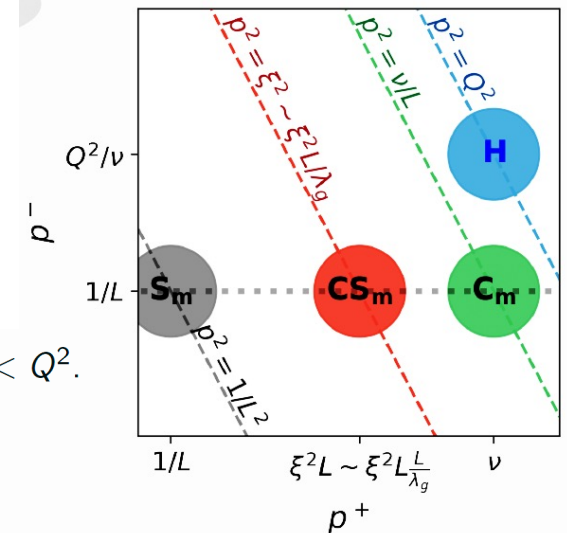 p² = ξ² ~ ξ²L/λ_g
p² = ν/L
p² = Q²
Q²/ν
H
p⁻
1/L
S_m
CS_m
C_m
< Q².
p² = 1/L²
1/L
ξ²L ~ ξ²L L/λ_g
ν
p⁺